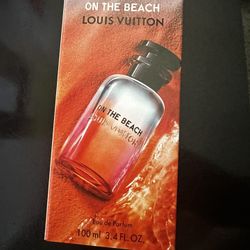 ON THE BEACH
LOUIS VUITTON
ON THE BEACH
LOUIS VUITTON
Eau de Parfum
100 ml 3.4 FL. OZ